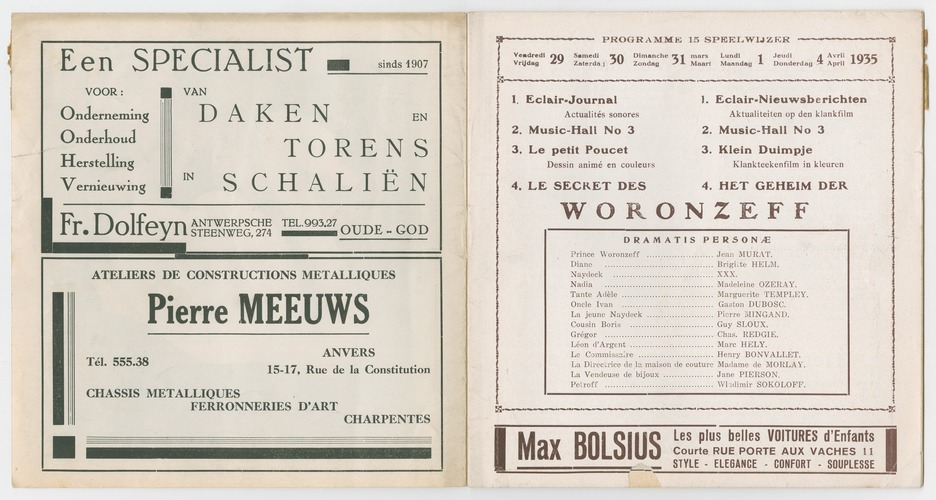 Een SPECIALIST sinds 1907
VOOR :
Onderneming
Onderhoud
Herstelling
Vernieuwing
VAN
DAKEN EN
TORENS
IN SCHALIËN
Fr. Dolfeyn ANTWERPSCHE STEENWEG, 274 TEL.993.27 OUDE-GOD
ATELIERS DE CONSTRUCTIONS METALLIQUES
Pierre MEEUWS
Tél. 555.38
ANVERS
15-17, Rue de la Constitution
CHASSIS METALLIQUES
FERRONNERIES D'ART
CHARPENTES
PROGRAMME 15 SPEELWIJZER
Vendredi 29 Samedi 30 Dimanche 31 mars Lundi 1 Jeudi 4 Avril 1935
Vrijdag Zaterdaj Zondag Maart Maandag Donderdag April
1. Eclair-Journal
Actualités sonores
2. Music-Hall No 3
3. Le petit Poucet
Dessin animé en couleurs
4. LE SECRET DES
1. Eclair-Nieuwsberichten
Aktualiteiten op den klankfilm
2. Music-Hall No 3
3. Klein Duimpje
Klankteekenfilm in kleuren
4. HET GEHEIM DER
WORONZEFF
DRAMATIS PERSONÆ
Prince Woronzeff ........ Jean MURAT.
Diane ........ Brigitte HELM.
Naydeck ........ XXX.
Nadia ........ Madeleine OZERAY.
Tante Adèle ........ Marguerite TEMPLEY.
Oncle Ivan ........ Gaston DUBOSC.
La jeune Naydeck ........ Pierre MINGAND.
Cousin Boris ........ Guy SLOUX.
Grégor ........ Chas. REDGIE.
Léon d'Argent ........ Marc HELY.
Le Commissaire ........ Henry BONVALLET.
La Directrice de la maison de couture Madame de MORLAY.
La Vendeuse de bijoux ........ Jane PIERSON.
Petroff ........ Wladimir SOKOLOFF.
Max BOLSIUS
Les plus belles VOITURES d'Enfants
Courte RUE PORTE AUX VACHES 11
STYLE - ELEGANCE - CONFORT - SOUPLESSE